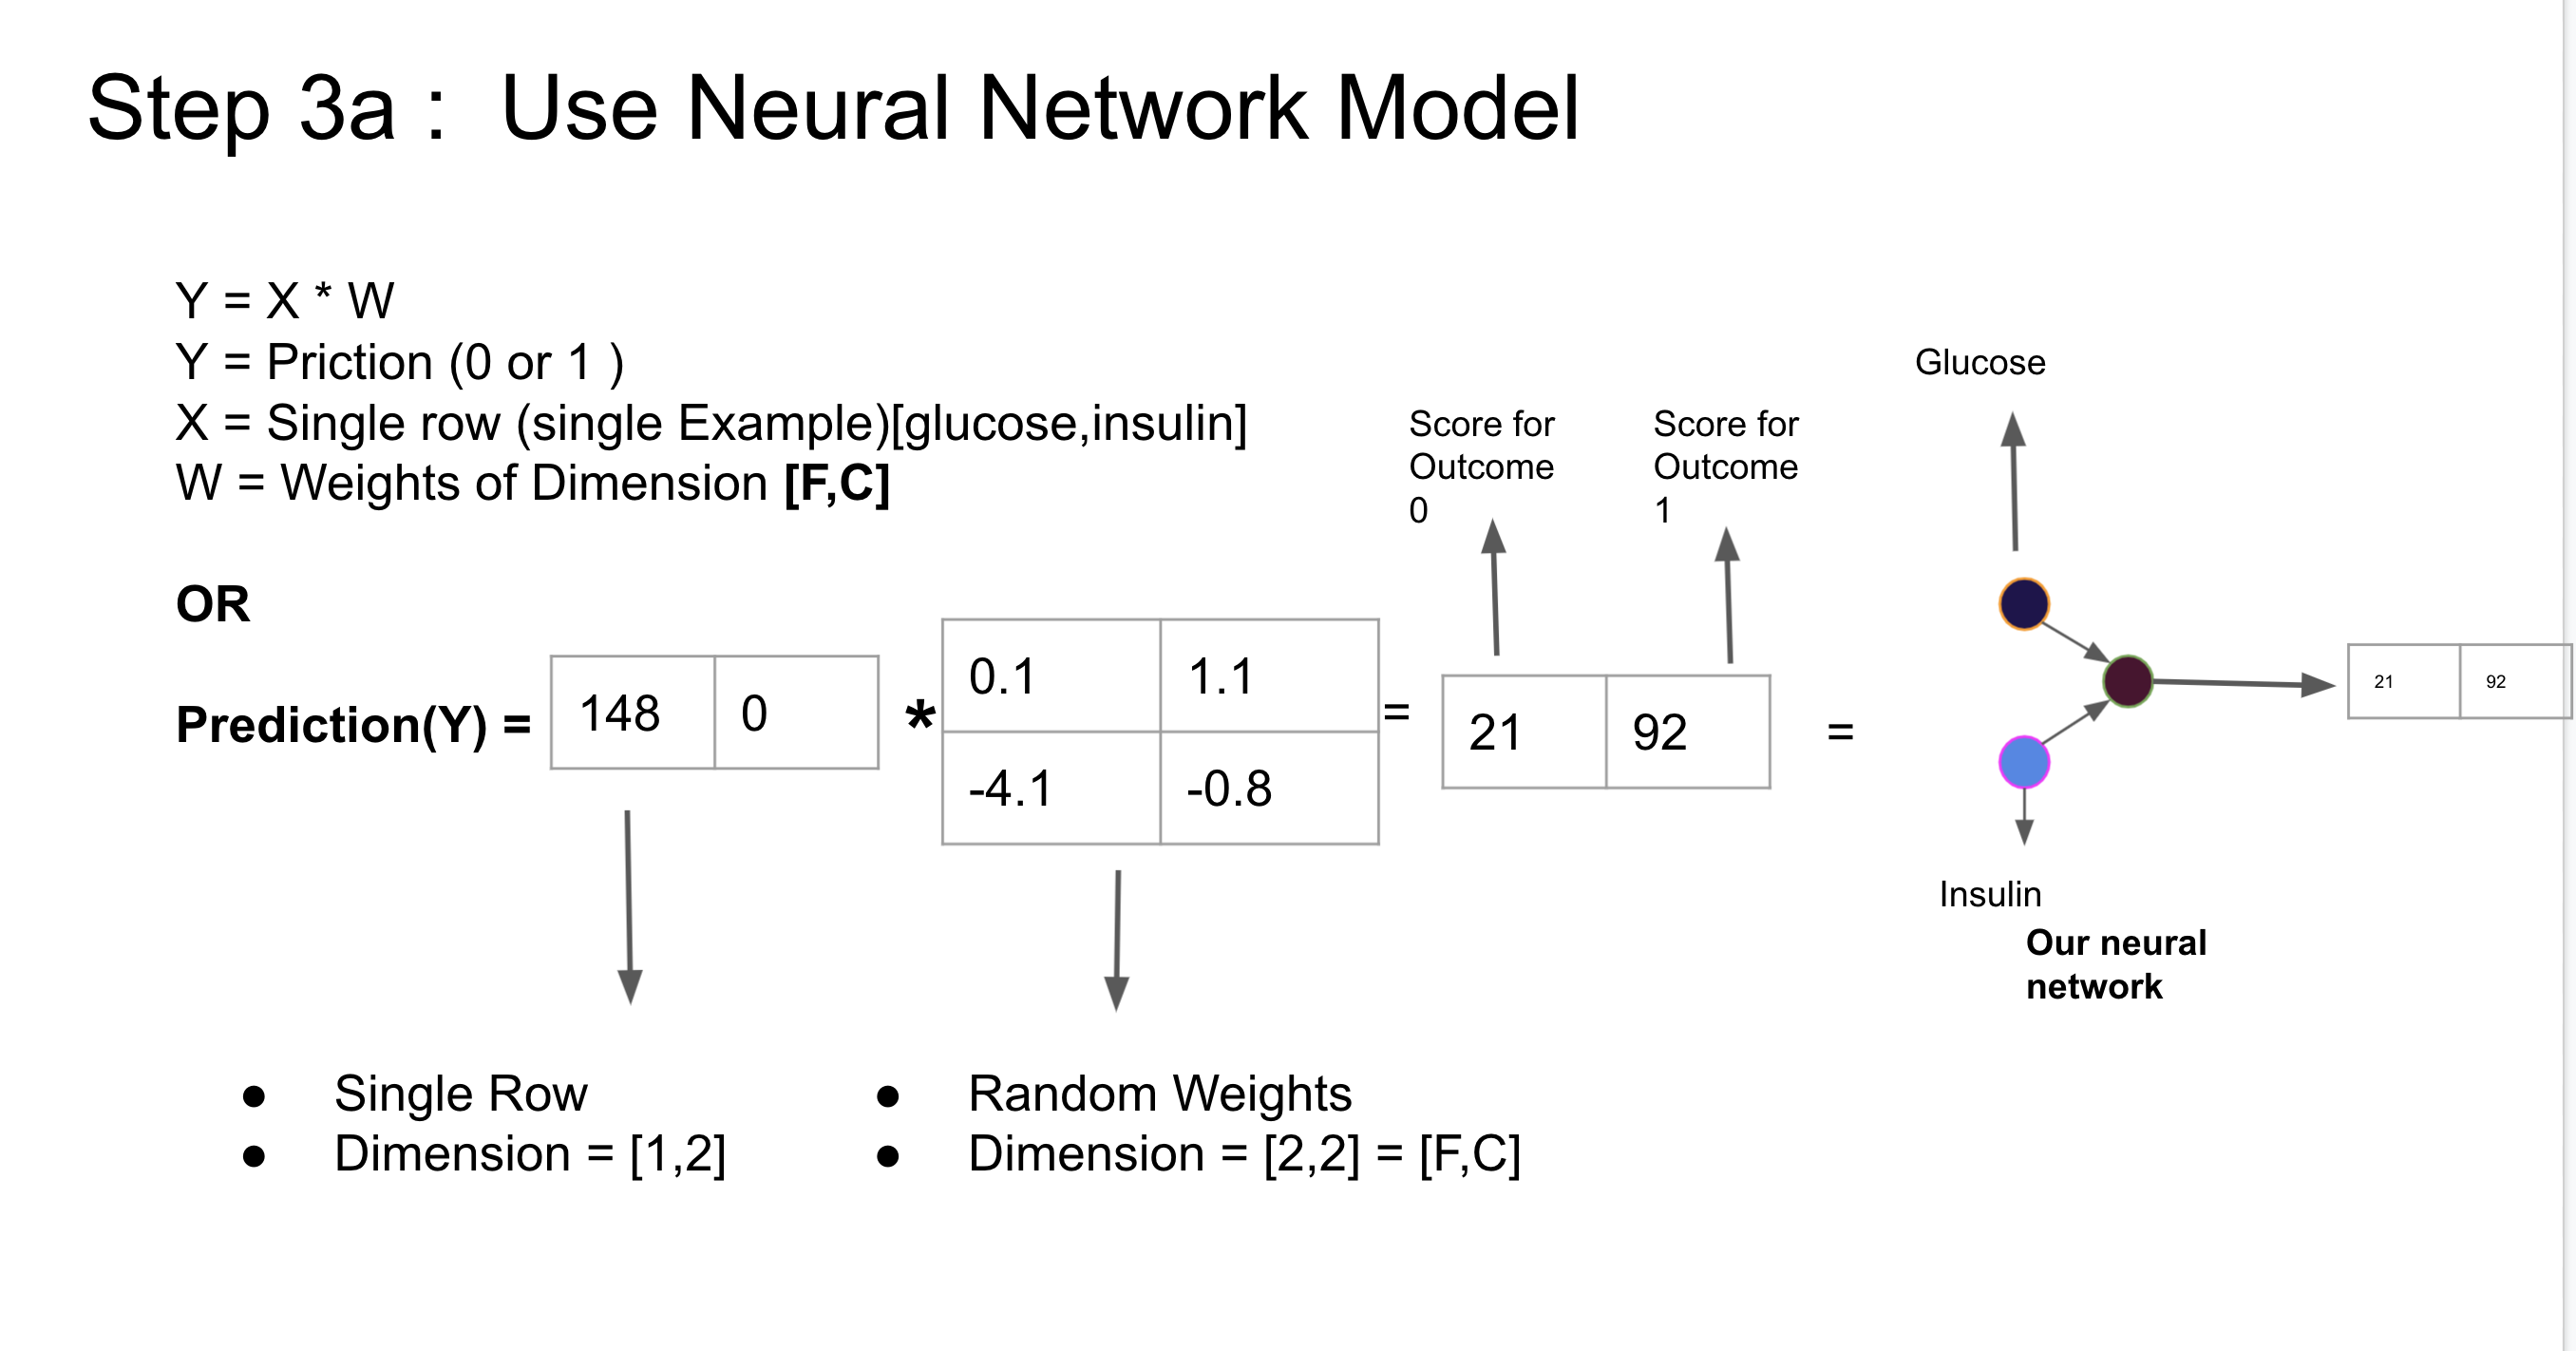 Step 3a :  Use Neural Network Model
Y = X * W
Y = Priction (0 or 1 )
X = Single row (single Example)[glucose,insulin]
W = Weights of Dimension [F,C]
OR
Prediction(Y) =
148 0
*
0.1 1.1
-4.1 -0.8
=
Score for
Outcome
0
Score for
Outcome
1
21 92
=
Glucose
Insulin
Our neural
network
21 92
● Single Row
● Dimension = [1,2]
● Random Weights
● Dimension = [2,2] = [F,C]